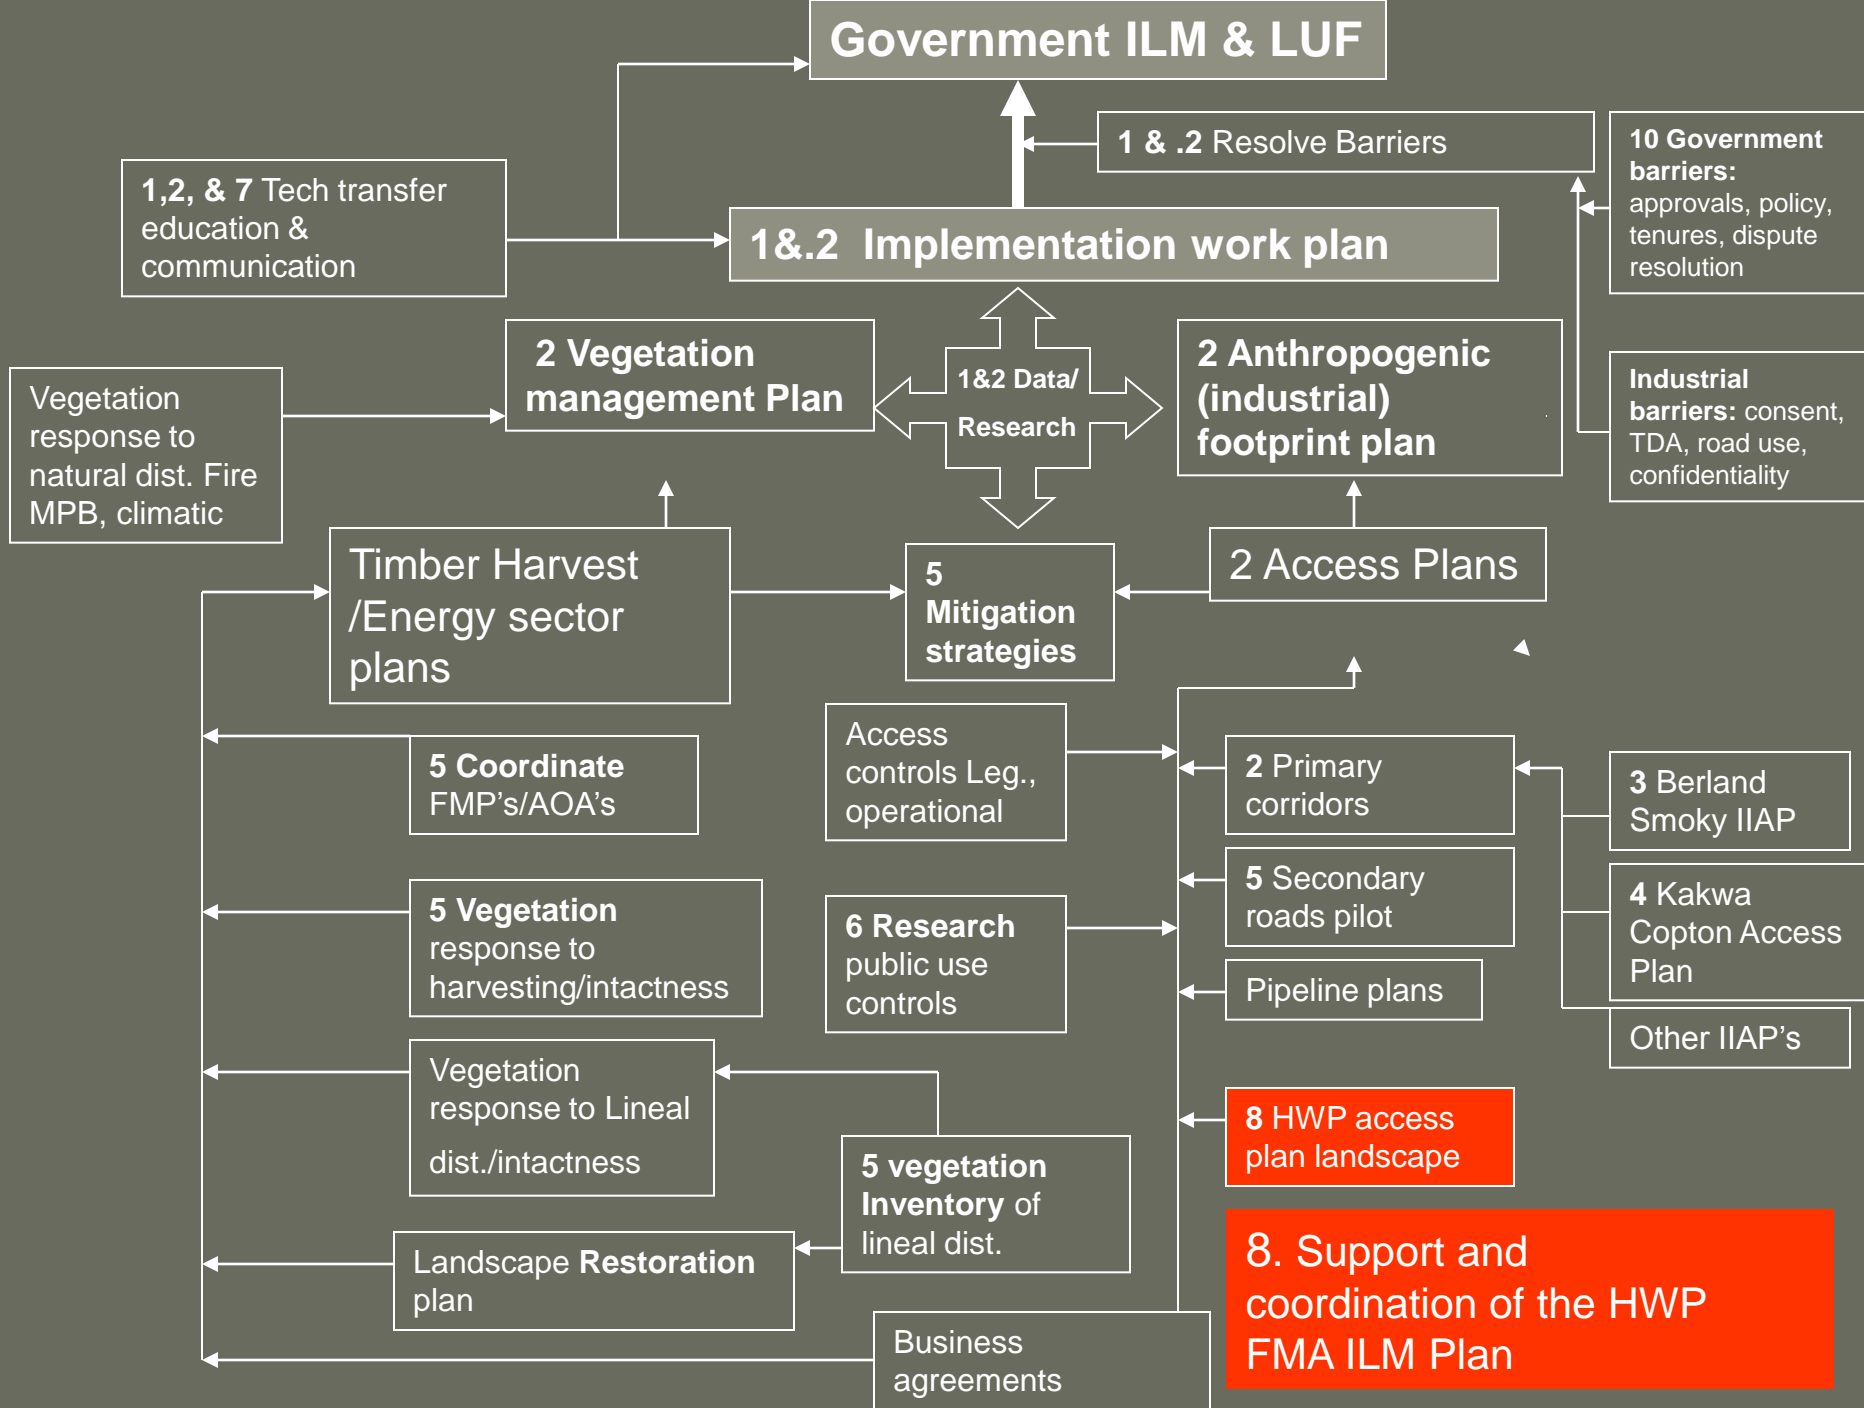 Government ILM & LUF
1 & .2 Resolve Barriers
10 Government
barriers:
approvals, policy,
tenures, dispute
resolution
1,2, & 7 Tech transfer
education &
communication
1&.2 Implementation work plan
2 Vegetation
management Plan
1&2 Data/
Research
2 Anthropogenic
(industrial)
footprint plan
Industrial
barriers: consent,
TDA, road use,
confidentiality
Vegetation
response to
natural dist. Fire
MPB, climatic
Timber Harvest
/Energy sector
plans
5
Mitigation
strategies
2 Access Plans
5 Coordinate
FMP's/AOA's
Access
controls Leg.,
operational
2 Primary
corridors
3 Berland
Smoky IIAP
5 Vegetation
response to
harvesting/intactness
6 Research
public use
controls
5 Secondary
roads pilot
4 Kakwa
Copton Access
Plan
Pipeline plans
Other IIAP's
Vegetation
response to Lineal
dist./intactness
5 vegetation
Inventory of
lineal dist.
8 HWP access
plan landscape
Landscape Restoration
plan
8. Support and
coordination of the HWP
FMA ILM Plan
Business
agreements